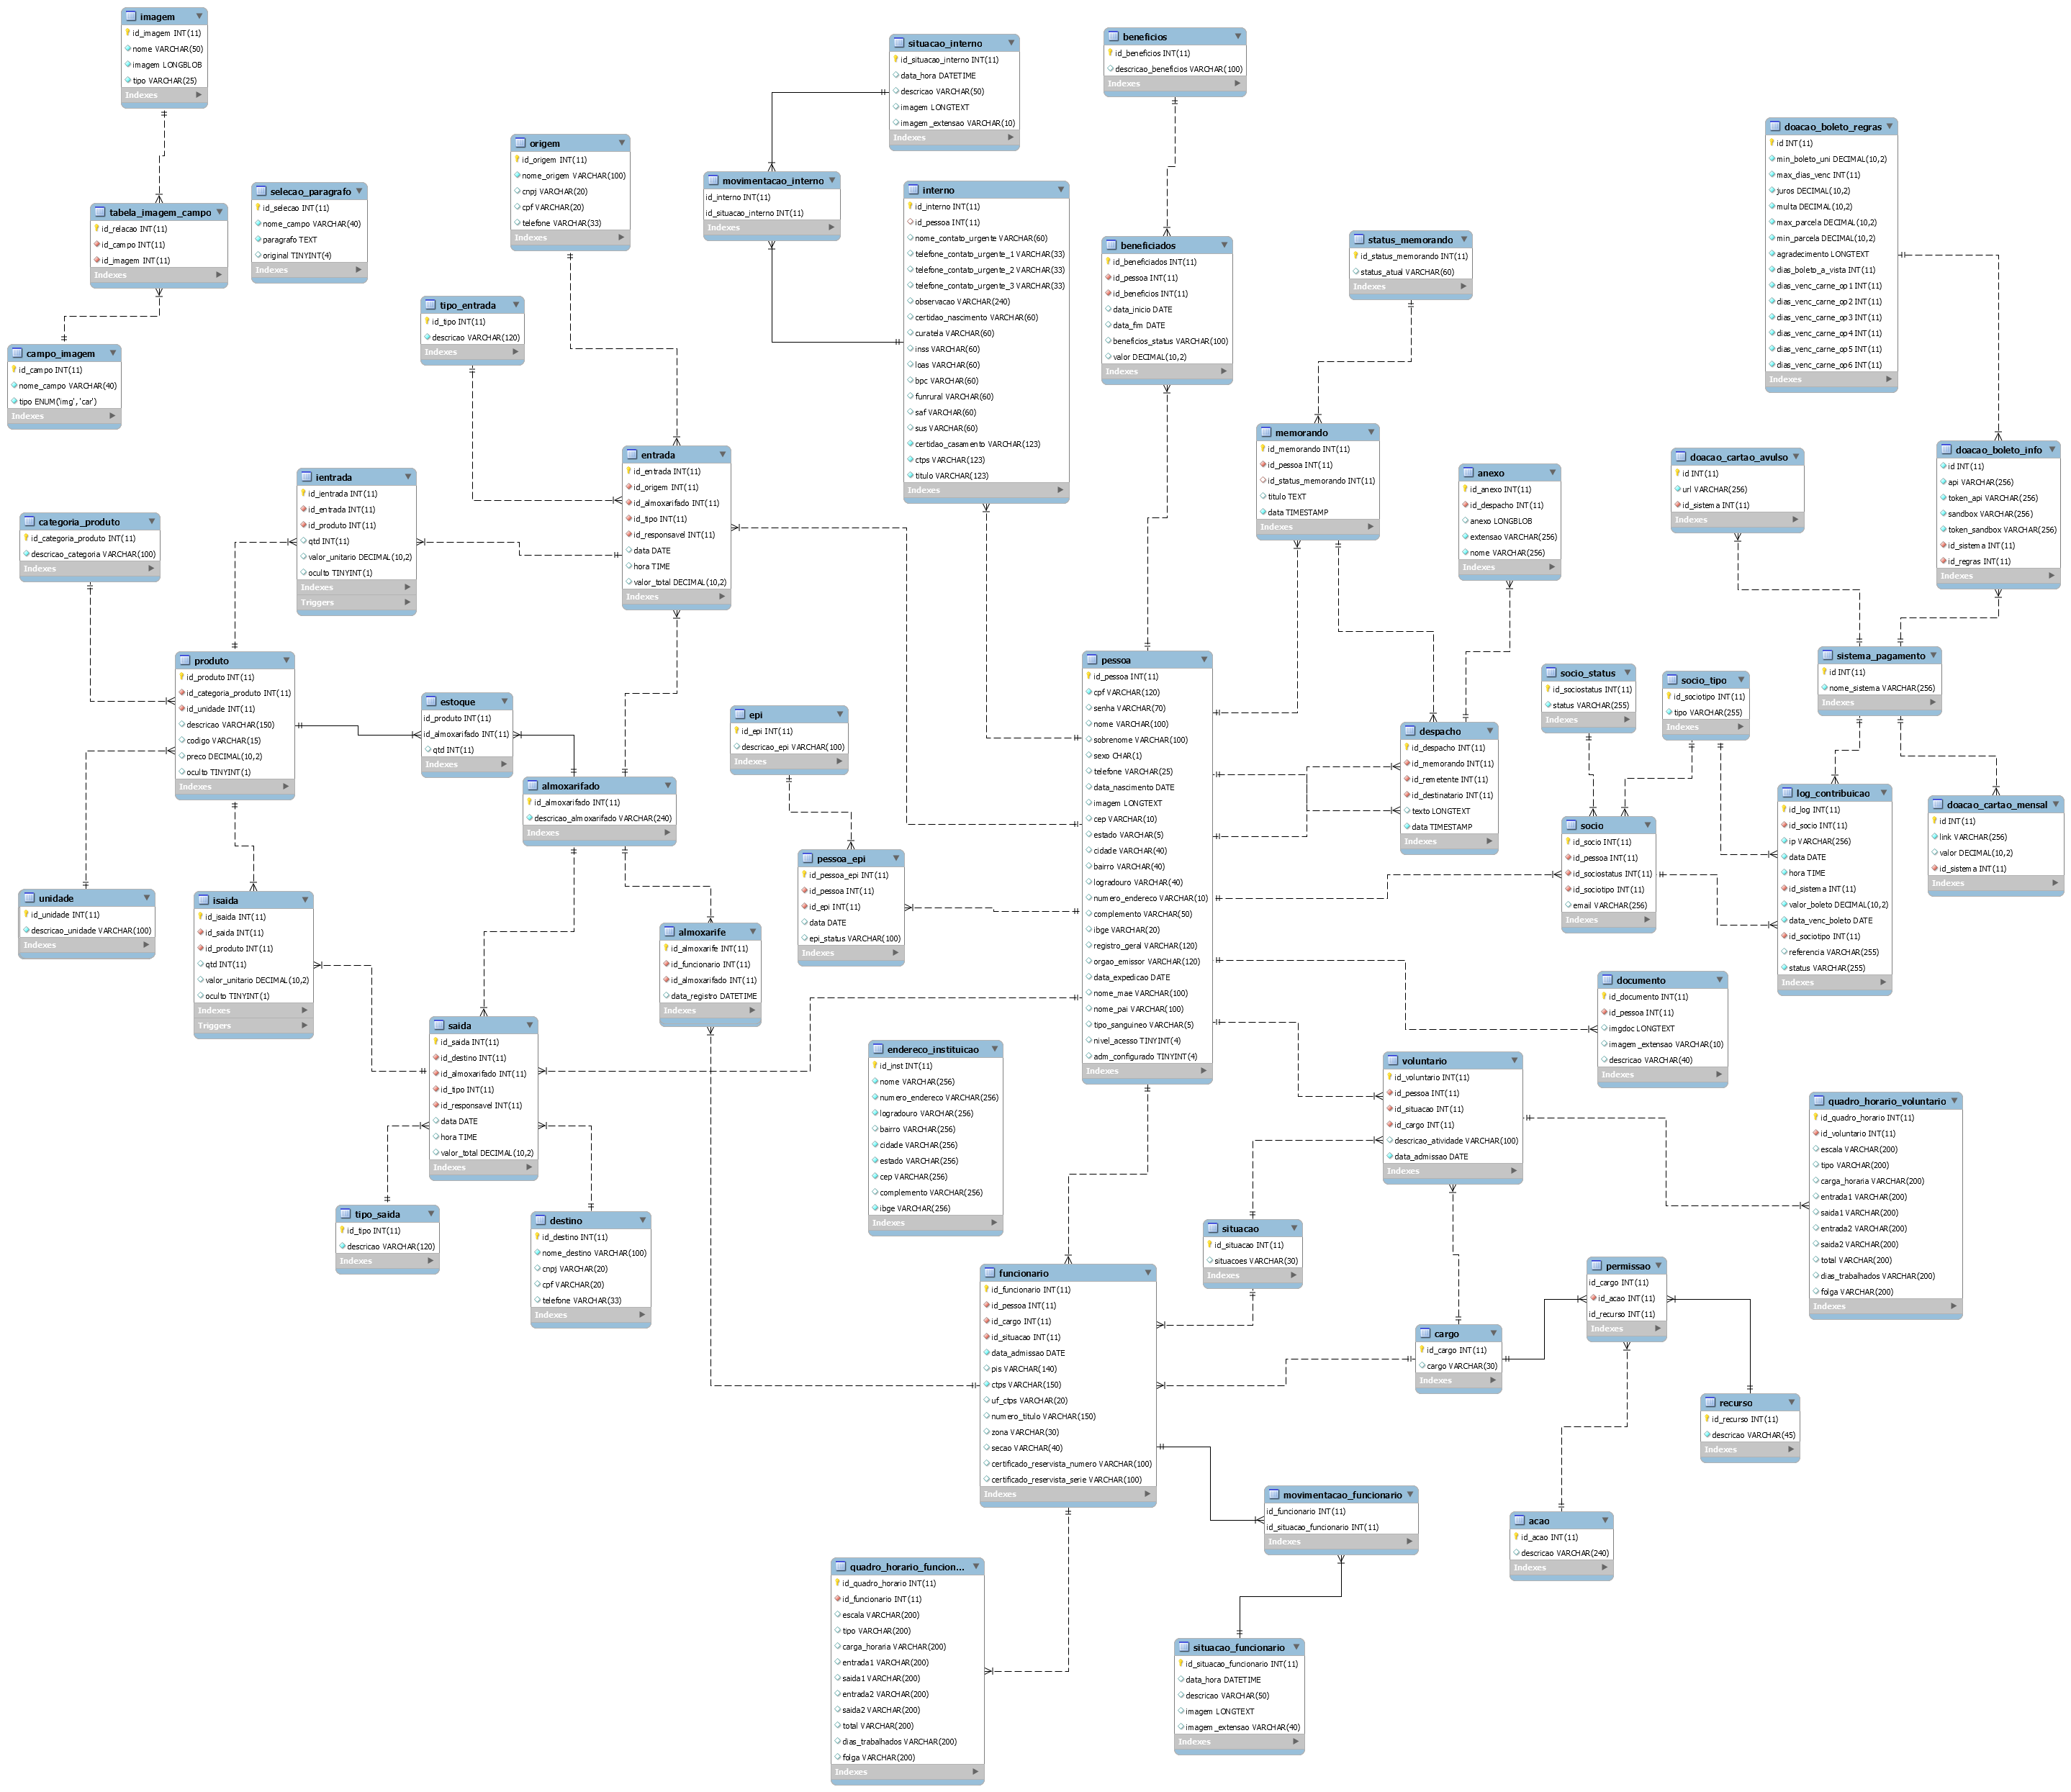 imagem
id_imagem INT(11)
nome VARCHAR(50)
imagem LONGBLOB
tipo VARCHAR(25)
Indexes
tabela_imagem_campo
id_relacao INT(11)
id_campo INT(11)
id_imagem INT(11)
Indexes
campo_imagem
id_campo INT(11)
nome_campo VARCHAR(40)
tipo ENUM('img', 'car')
Indexes
selecao_paragrafo
id_selecao INT(11)
nome_campo VARCHAR(40)
paragrafo TEXT
original TINYINT(4)
Indexes
origem
id_origem INT(11)
nome_origem VARCHAR(100)
cnpj VARCHAR(20)
cpf VARCHAR(20)
telefone VARCHAR(33)
Indexes
tipo_entrada
id_tipo INT(11)
descricao VARCHAR(120)
Indexes
situacao_interno
id_situacao_interno INT(11)
data_hora DATETIME
descricao VARCHAR(50)
imagem LONGTEXT
imagem_extensao VARCHAR(10)
Indexes
movimentacao_interno
id_interno INT(11)
id_situacao_interno INT(11)
Indexes
interno
id_interno INT(11)
id_pessoa INT(11)
nome_contato_urgente VARCHAR(60)
telefone_contato_urgente_1 VARCHAR(33)
telefone_contato_urgente_2 VARCHAR(33)
telefone_contato_urgente_3 VARCHAR(33)
observacao VARCHAR(240)
certidao_nascimento VARCHAR(60)
curatela VARCHAR(60)
inss VARCHAR(60)
loas VARCHAR(60)
bpc VARCHAR(60)
funrural VARCHAR(60)
saf VARCHAR(60)
sus VARCHAR(60)
certidao_casamento VARCHAR(123)
ctps VARCHAR(123)
titulo VARCHAR(123)
Indexes
beneficios
id_beneficios INT(11)
descricao_beneficios VARCHAR(100)
Indexes
beneficiados
id_beneficiados INT(11)
id_pessoa INT(11)
id_beneficios INT(11)
data_inicio DATE
data_fim DATE
beneficios_status VARCHAR(100)
valor DECIMAL(10,2)
Indexes
status_memorando
id_status_memorando INT(11)
status_atual VARCHAR(60)
Indexes
memorando
id_memorando INT(11)
id_pessoa INT(11)
id_status_memorando INT(11)
titulo TEXT
data TIMESTAMP
Indexes
anexo
id_anexo INT(11)
id_despacho INT(11)
anexo LONGBLOB
extensao VARCHAR(256)
nome VARCHAR(256)
Indexes
doacao_boleto_regras
id INT(11)
min_boleto_uni DECIMAL(10,2)
max_dias_venc INT(11)
juros DECIMAL(10,2)
multa DECIMAL(10,2)
max_parcela DECIMAL(10,2)
min_parcela DECIMAL(10,2)
agradecimento LONGTEXT
dias_boleto_a_vista INT(11)
dias_venc_carne_op1 INT(11)
dias_venc_carne_op2 INT(11)
dias_venc_carne_op3 INT(11)
dias_venc_carne_op4 INT(11)
dias_venc_carne_op5 INT(11)
dias_venc_carne_op6 INT(11)
Indexes
doacao_cartao_avulso
id INT(11)
url VARCHAR(256)
id_sistema INT(11)
Indexes
doacao_boleto_info
id INT(11)
api VARCHAR(256)
token_api VARCHAR(256)
sandbox VARCHAR(256)
token_sandbox VARCHAR(256)
id_sistema INT(11)
id_regras INT(11)
Indexes
categoria_produto
id_categoria_produto INT(11)
descricao_categoria VARCHAR(100)
Indexes
ientrada
id_ientrada INT(11)
id_entrada INT(11)
id_produto INT(11)
qtd INT(11)
valor_unitario DECIMAL(10,2)
oculto TINYINT(1)
Indexes
Triggers
entrada
id_entrada INT(11)
id_origem INT(11)
id_almoxarifado INT(11)
id_tipo INT(11)
id_responsavel INT(11)
data DATE
hora TIME
valor_total DECIMAL(10,2)
Indexes
produto
id_produto INT(11)
id_categoria_produto INT(11)
id_unidade INT(11)
descricao VARCHAR(150)
codigo VARCHAR(15)
preco DECIMAL(10,2)
oculto TINYINT(1)
Indexes
estoque
id_produto INT(11)
id_almoxarifado INT(11)
qtd INT(11)
Indexes
almoxarifado
id_almoxarifado INT(11)
descricao_almoxarifado VARCHAR(240)
Indexes
epi
id_epi INT(11)
descricao_epi VARCHAR(100)
Indexes
pessoa_epi
id_pessoa_epi INT(11)
id_pessoa INT(11)
id_epi INT(11)
data DATE
epi_status VARCHAR(100)
Indexes
pessoa
id_pessoa INT(11)
cpf VARCHAR(120)
senha VARCHAR(70)
nome VARCHAR(100)
sobrenome VARCHAR(100)
sexo CHAR(1)
telefone VARCHAR(25)
data_nascimento DATE
imagem LONGTEXT
cep VARCHAR(10)
estado VARCHAR(5)
cidade VARCHAR(40)
bairro VARCHAR(40)
logradouro VARCHAR(40)
numero_endereco VARCHAR(10)
complemento VARCHAR(50)
ibge VARCHAR(20)
registro_geral VARCHAR(120)
orgao_emissor VARCHAR(120)
data_expedicao DATE
nome_mae VARCHAR(100)
nome_pai VARCHAR(100)
tipo_sanguineo VARCHAR(5)
nivel_acesso TINYINT(4)
adm_configurado TINYINT(4)
Indexes
despacho
id_despacho INT(11)
id_memorando INT(11)
id_remetente INT(11)
id_destinatario INT(11)
texto LONGTEXT
data TIMESTAMP
Indexes
socio_status
id_sociostatus INT(11)
status VARCHAR(255)
Indexes
socio_tipo
id_sociotipo INT(11)
tipo VARCHAR(255)
Indexes
sistema_pagamento
id INT(11)
nome_sistema VARCHAR(256)
Indexes
socio
id_socio INT(11)
id_pessoa INT(11)
id_sociostatus INT(11)
id_sociotipo INT(11)
email VARCHAR(256)
Indexes
log_contribuicao
id_log INT(11)
id_socio INT(11)
ip VARCHAR(256)
data DATE
hora TIME
id_sistema INT(11)
valor_boleto DECIMAL(10,2)
data_venc_boleto DATE
id_sociotipo INT(11)
referencia VARCHAR(255)
status VARCHAR(255)
Indexes
doacao_cartao_mensal
id INT(11)
link VARCHAR(256)
valor DECIMAL(10,2)
id_sistema INT(11)
Indexes
unidade
id_unidade INT(11)
descricao_unidade VARCHAR(100)
Indexes
isaida
id_isaida INT(11)
id_saida INT(11)
id_produto INT(11)
qtd INT(11)
valor_unitario DECIMAL(10,2)
oculto TINYINT(1)
Indexes
Triggers
almoxarife
id_almoxarife INT(11)
id_funcionario INT(11)
id_almoxarifado INT(11)
data_registro DATETIME
Indexes
saida
id_saida INT(11)
id_destino INT(11)
id_almoxarifado INT(11)
id_tipo INT(11)
id_responsavel INT(11)
data DATE
hora TIME
valor_total DECIMAL(10,2)
Indexes
tipo_saida
id_tipo INT(11)
descricao VARCHAR(120)
Indexes
destino
id_destino INT(11)
nome_destino VARCHAR(100)
cnpj VARCHAR(20)
cpf VARCHAR(20)
telefone VARCHAR(33)
Indexes
endereco_instituicao
id_inst INT(11)
nome VARCHAR(256)
numero_endereco VARCHAR(256)
logradouro VARCHAR(256)
bairro VARCHAR(256)
cidade VARCHAR(256)
estado VARCHAR(256)
cep VARCHAR(256)
complemento VARCHAR(256)
ibge VARCHAR(256)
Indexes
documento
id_documento INT(11)
id_pessoa INT(11)
imgdoc LONGTEXT
imagem_extensao VARCHAR(10)
descricao VARCHAR(40)
Indexes
voluntario
id_voluntario INT(11)
id_pessoa INT(11)
id_situacao INT(11)
id_cargo INT(11)
descricao_atividade VARCHAR(100)
data_admissao DATE
Indexes
quadro_horario_voluntario
id_quadro_horario INT(11)
id_voluntario INT(11)
escala VARCHAR(200)
tipo VARCHAR(200)
carga_horaria VARCHAR(200)
entrada1 VARCHAR(200)
saida1 VARCHAR(200)
entrada2 VARCHAR(200)
saida2 VARCHAR(200)
total VARCHAR(200)
dias_trabalhados VARCHAR(200)
folga VARCHAR(200)
Indexes
situacao
id_situacao INT(11)
situacoes VARCHAR(30)
Indexes
funcionario
id_funcionario INT(11)
id_pessoa INT(11)
id_cargo INT(11)
id_situacao INT(11)
data_admissao DATE
pis VARCHAR(140)
ctps VARCHAR(150)
uf_ctps VARCHAR(20)
numero_titulo VARCHAR(150)
zona VARCHAR(30)
secao VARCHAR(40)
certificado_reservista_numero VARCHAR(100)
certificado_reservista_serie VARCHAR(100)
Indexes
cargo
id_cargo INT(11)
cargo VARCHAR(30)
Indexes
permissao
id_cargo INT(11)
id_acao INT(11)
id_recurso INT(11)
Indexes
recurso
id_recurso INT(11)
descricao VARCHAR(45)
Indexes
acao
id_acao INT(11)
descricao VARCHAR(240)
Indexes
movimentacao_funcionario
id_funcionario INT(11)
id_situacao_funcionario INT(11)
Indexes
quadro_horario_funcion...
id_quadro_horario INT(11)
id_funcionario INT(11)
escala VARCHAR(200)
tipo VARCHAR(200)
carga_horaria VARCHAR(200)
entrada1 VARCHAR(200)
saida1 VARCHAR(200)
entrada2 VARCHAR(200)
saida2 VARCHAR(200)
total VARCHAR(200)
dias_trabalhados VARCHAR(200)
folga VARCHAR(200)
Indexes
situacao_funcionario
id_situacao_funcionario INT(11)
data_hora DATETIME
descricao VARCHAR(50)
imagem LONGTEXT
imagem_extensao VARCHAR(40)
Indexes